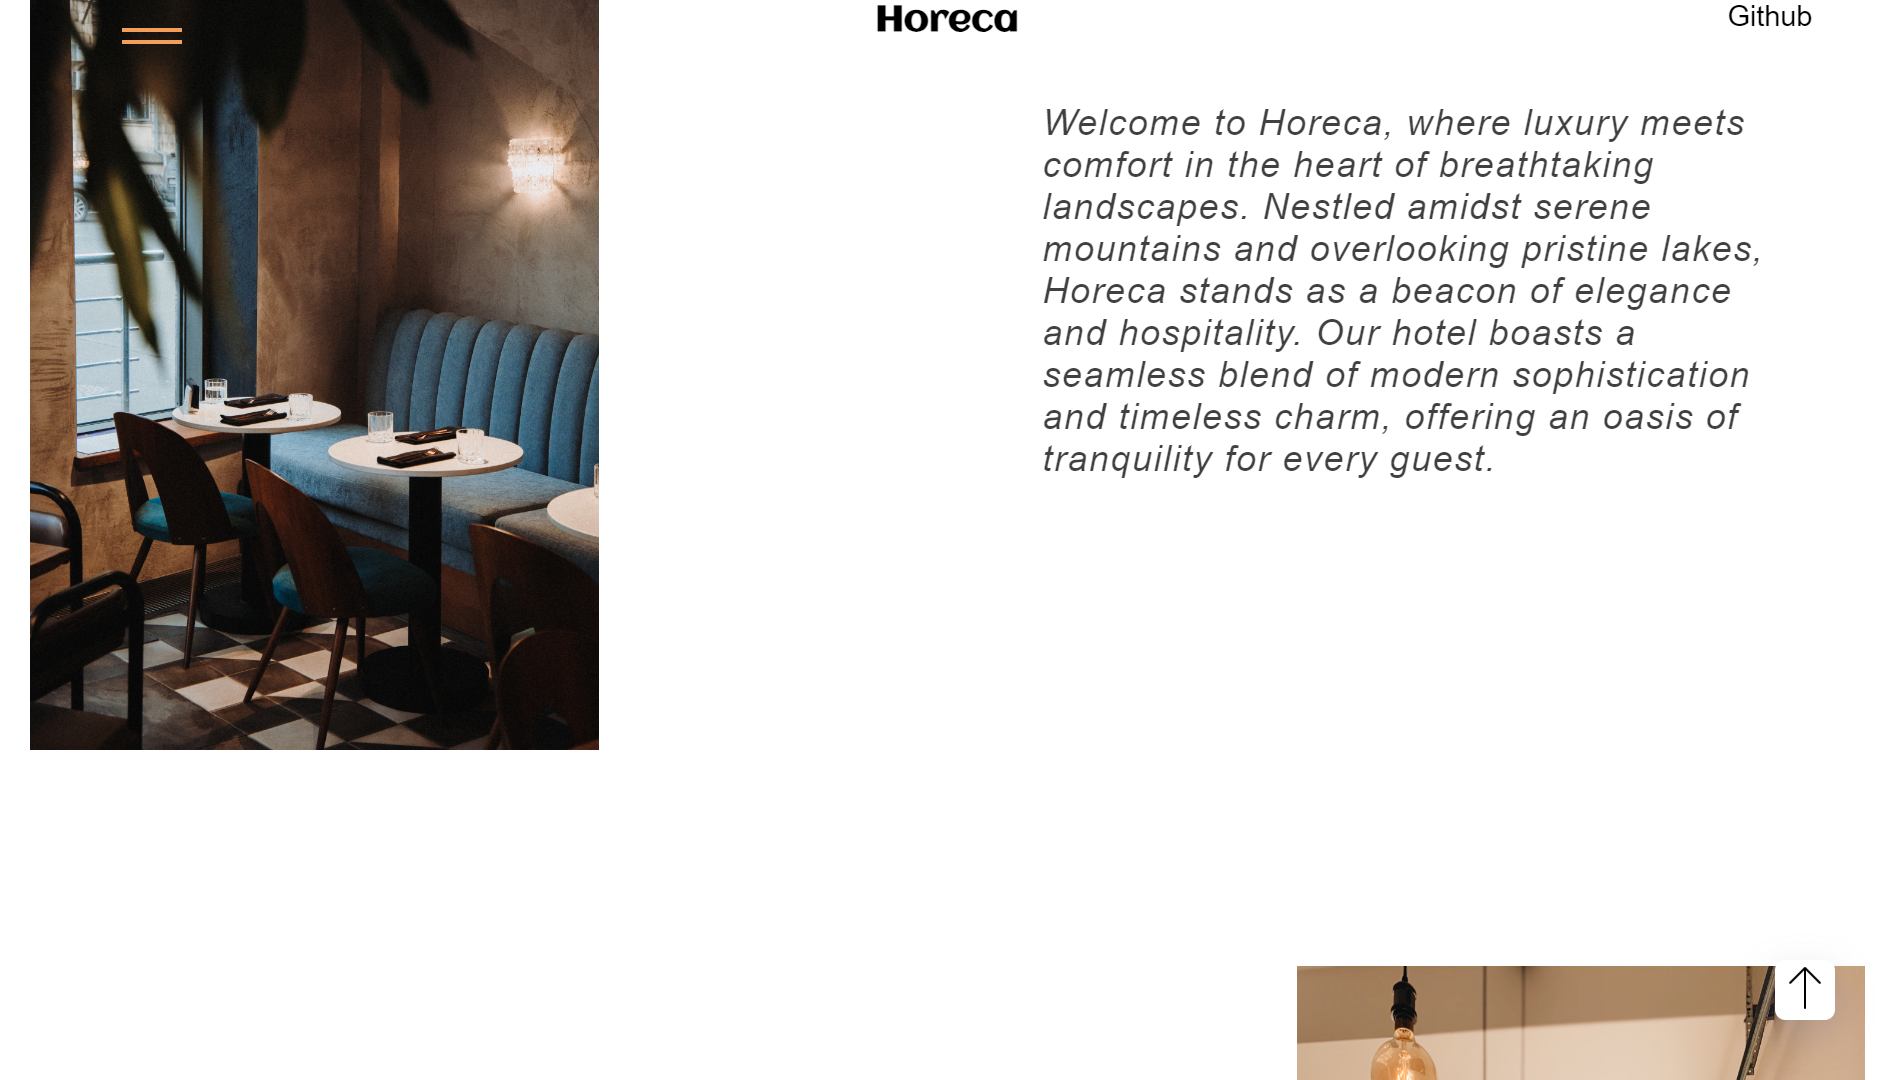 Horeca
Github
Welcome to Horeca, where luxury meets
comfort in the heart of breathtaking
landscapes. Nestled amidst serene
mountains and overlooking pristine lakes,
Horeca stands as a beacon of elegance
and hospitality. Our hotel boasts a
seamless blend of modern sophistication
and timeless charm, offering an oasis of
tranquility for every guest.